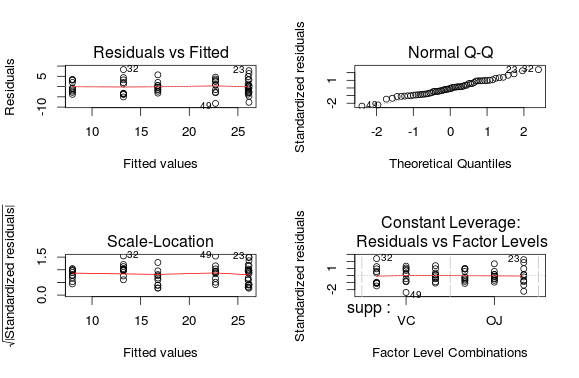 Residuals vs Fitted
Residuals
5
-10
32
23
49
10 15 20 25
Fitted values
Normal Q-Q
Standardized residuals
1
-2
23 32
49
-2 -1 0 1 2
Theoretical Quantiles
Scale-Location
√|Standardized residuals|
1.5
0.0
32
49
23
10 15 20 25
Fitted values
Constant Leverage:
Residuals vs Factor Levels
Standardized residuals
1
-2
32
23
49
supp :
VC OJ
Factor Level Combinations